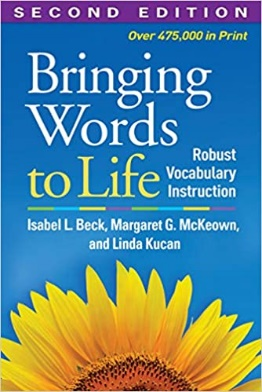 SECOND EDITION
Over 475,000 in Print
Bringing
Words
to Life
Robust
Vocabulary
Instruction
Isabel L. Beck, Margaret G. McKeown,
and Linda Kucan